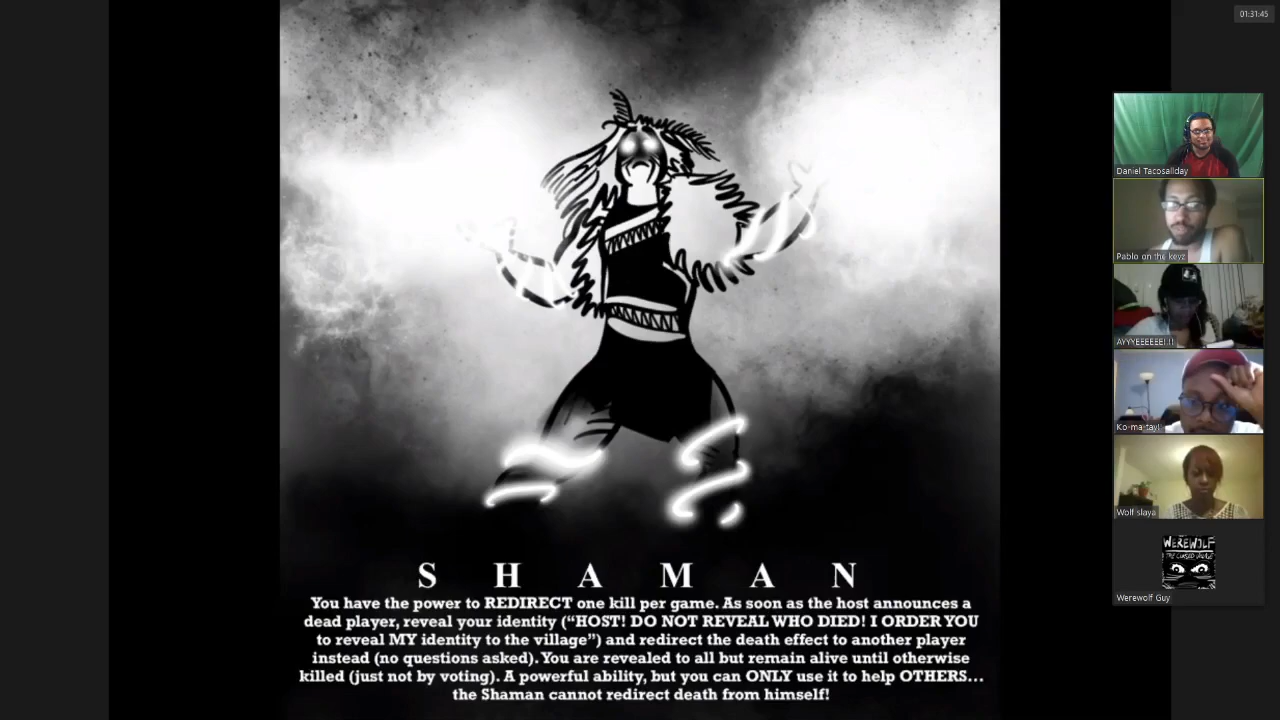 01:31:45
Daniel Tacosallday
Pablo on the keyz
AYYYEEEEEE!!!!
Wolf slaya
WEREWOLF
THE CURSED VILLAGE
Werewolf Guy
S H A M A N
You have the power to REDIRECT one kill per game. As soon as the host announces a
dead player, reveal your identity (“HOST! DO NOT REVEAL WHO DIED! I ORDER YOU
to reveal MY identity to the village”) and redirect the death effect to another player
instead (no questions asked). You are revealed to all but remain alive until otherwise
killed (just not by voting). A powerful ability, but you can ONLY use it to help OTHERS...
the Shaman cannot redirect death from himself!